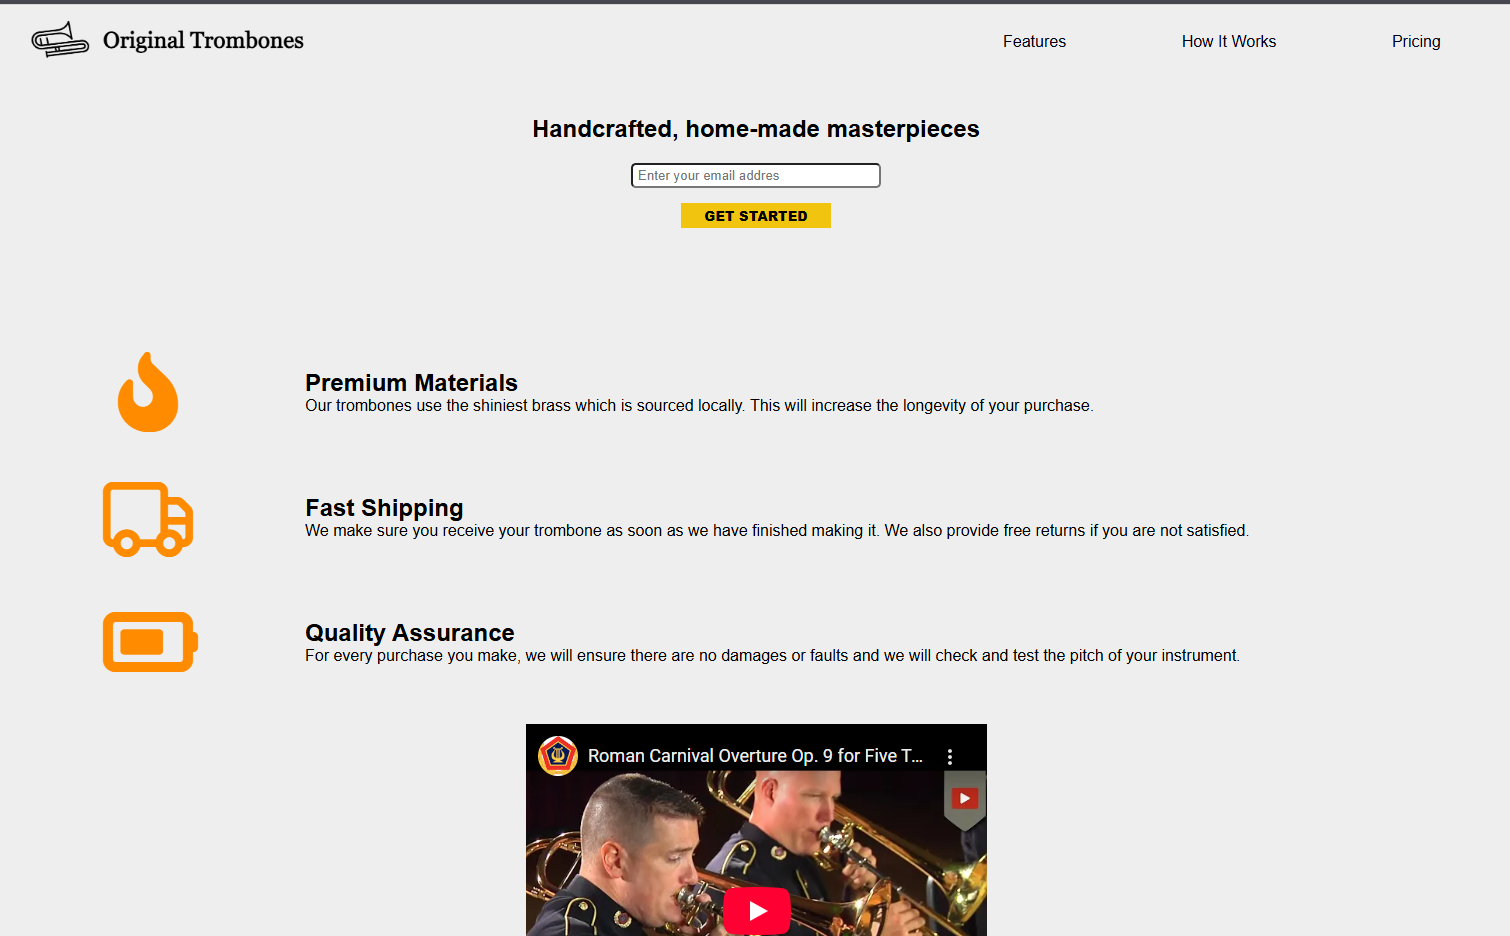 Original Trombones
Features
How It Works
Pricing
Handcrafted, home-made masterpieces
Enter your email addres
GET STARTED
Premium Materials
Our trombones use the shiniest brass which is sourced locally. This will increase the longevity of your purchase.
Fast Shipping
We make sure you receive your trombone as soon as we have finished making it. We also provide free returns if you are not satisfied.
Quality Assurance
For every purchase you make, we will ensure there are no damages or faults and we will check and test the pitch of your instrument.
Roman Carnival Overture Op. 9 for Five T...